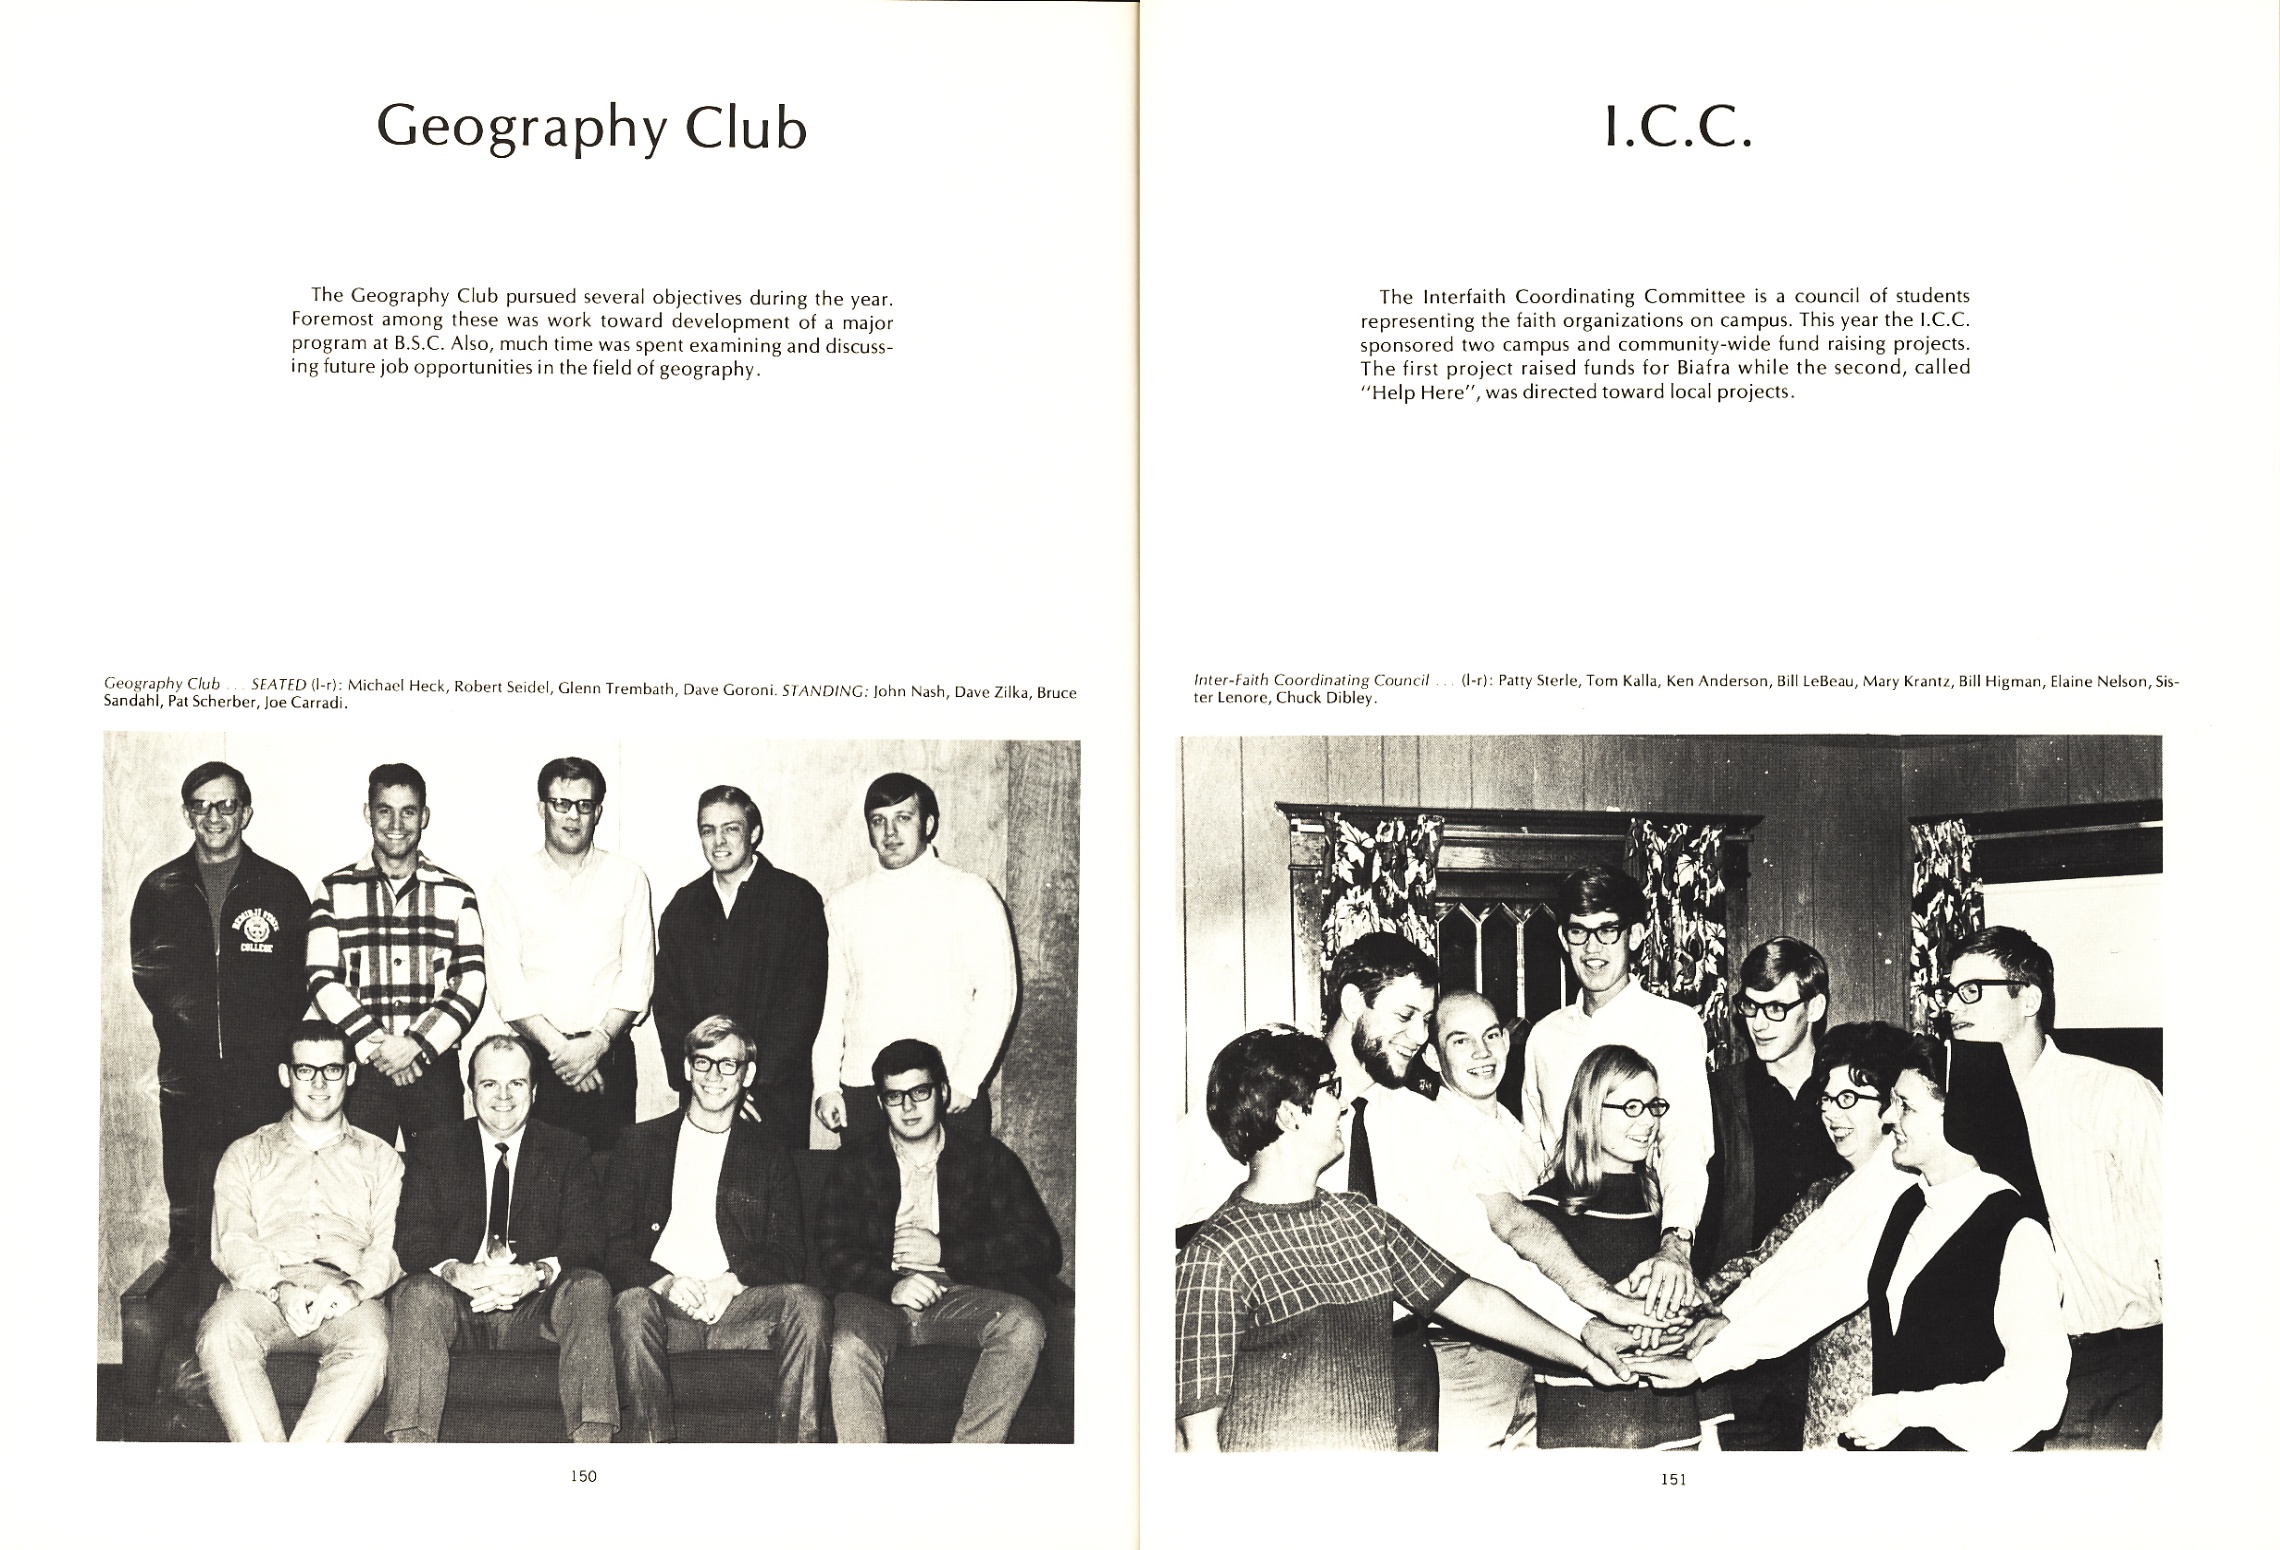 Geography Club
The Geography Club pursued several objectives during the year.
Foremost among these was work toward development of a major
program at B.S.C. Also, much time was spent examining and discuss-
ing future job opportunities in the field of geography.
Geography Club ... SEATED (l-r): Michael Heck, Robert Seidel, Glenn Trembath, Dave Goroni. STANDING: John Nash, Dave Zilka, Bruce
Sandahl, Pat Scherber, Joe Carradi.
BEMIDJI STATE
COLLEGE
150
I.C.C.
The Interfaith Coordinating Committee is a council of students
representing the faith organizations on campus. This year the I.C.C.
sponsored two campus and community-wide fund raising projects.
The first project raised funds for Biafra while the second, called
"Help Here", was directed toward local projects.
Inter-Faith Coordinating Council ... (l-r): Patty Sterle, Tom Kalla, Ken Anderson, Bill LeBeau, Mary Krantz, Bill Higman, Elaine Nelson, Sis-
ter Lenore, Chuck Dibley.
151